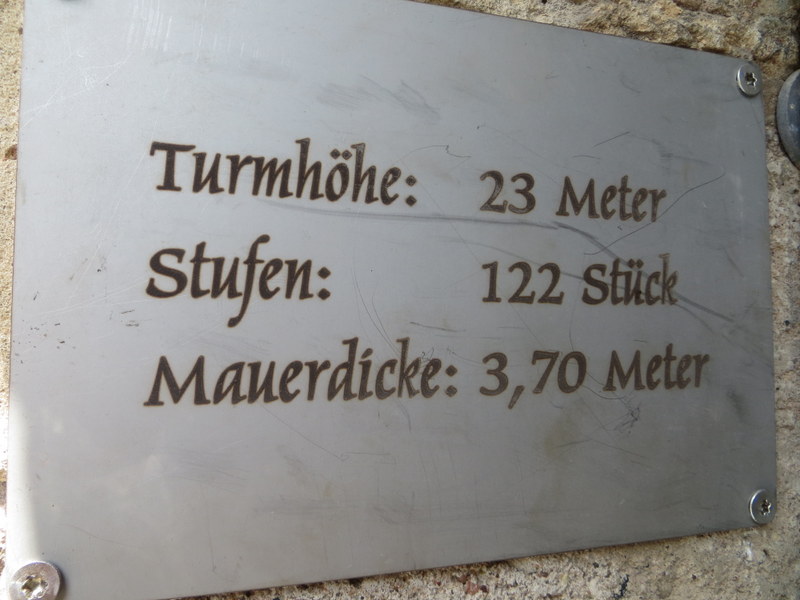 Turmhöhe: 23 Meter
Stufen: 122 Stück
Mauerdicke: 3,70 Meter